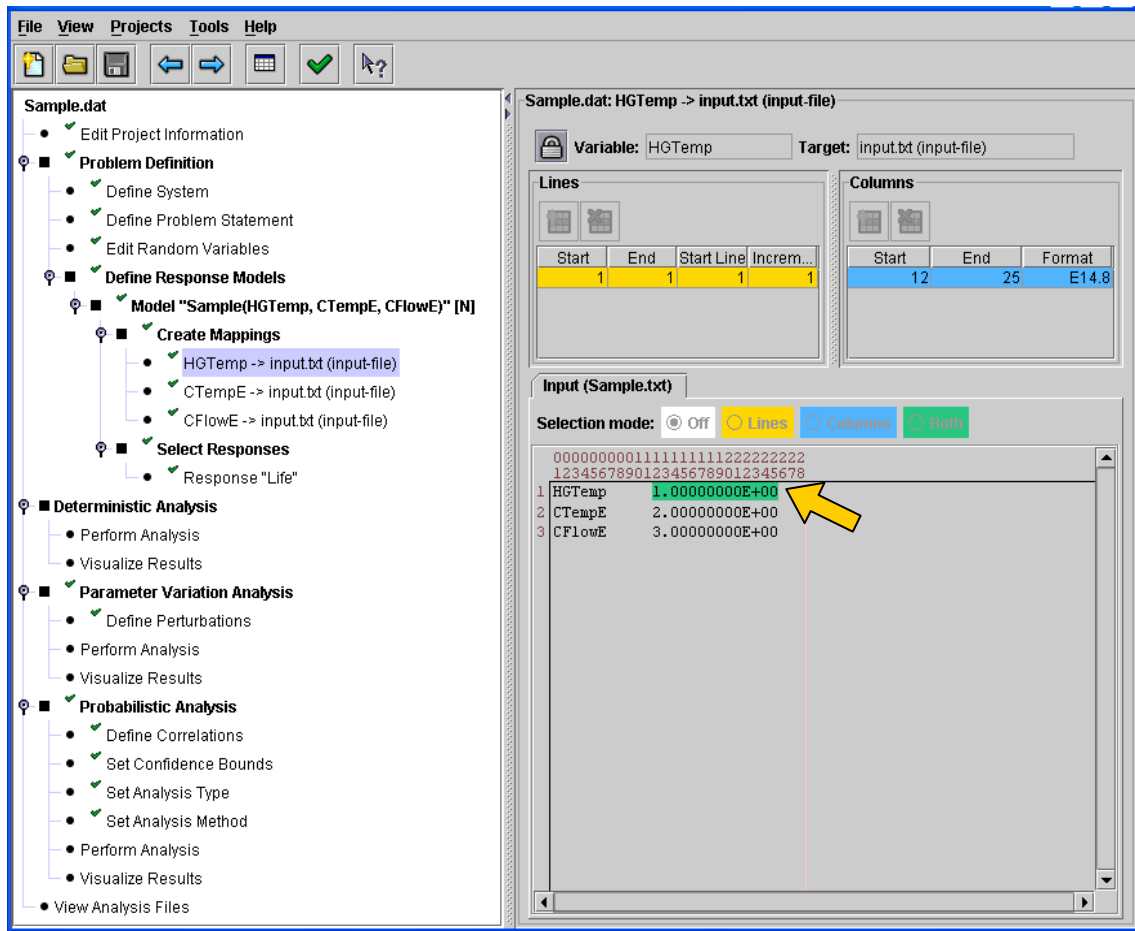 File View Projects Tools Help
Sample.dat
Edit Project Information
Problem Definition
Define System
Define Problem Statement
Edit Random Variables
Define Response Models
Model "Sample(HGTemp, CTempE, CFlowE)" [N]
Create Mappings
HGTemp -> input.txt (input-file)
CTempE -> input.txt (input-file)
CFlowE -> input.txt (input-file)
Select Responses
Response "Life"
Deterministic Analysis
Perform Analysis
Visualize Results
Parameter Variation Analysis
Define Perturbations
Perform Analysis
Visualize Results
Probabilistic Analysis
Define Correlations
Set Confidence Bounds
Set Analysis Type
Set Analysis Method
Perform Analysis
Visualize Results
View Analysis Files
Sample.dat: HGTemp -> input.txt (input-file)
Variable: HGTemp Target: input.txt (input-file)
Lines
Start End Start Line Increm...
1 1 1 1
Columns
Start End Format
12 25 E14.8
Input (Sample.txt)
Selection mode: Off Lines Columns Both
0000000001111111111222222222
1234567890123456789012345678
1 HGTemp 1.00000000E+00
2 CTempE 2.00000000E+00
3 CFlowE 3.00000000E+00